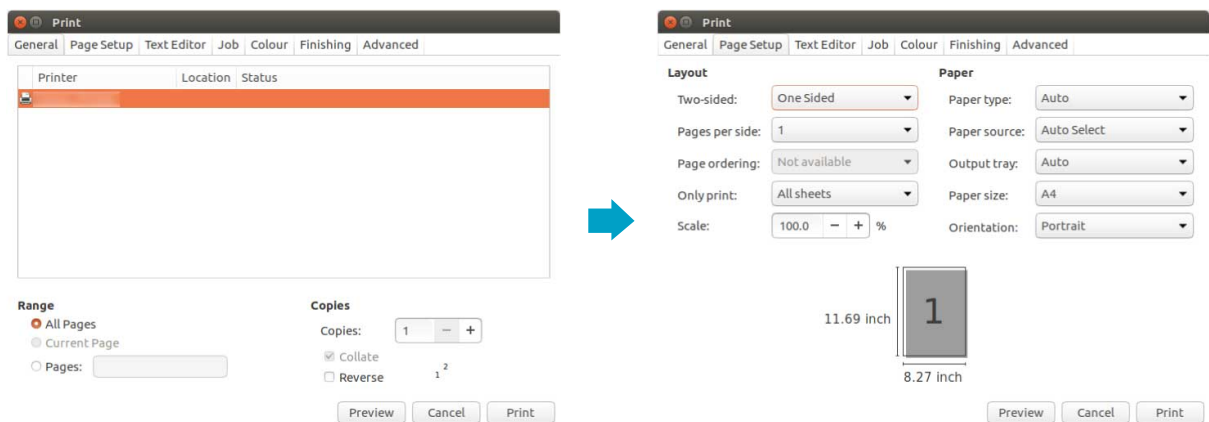 Print
General Page Setup Text Editor Job Colour Finishing Advanced
Printer Location Status
Range
All Pages
Current Page
Pages:
Copies
Copies: 1 − +
Collate
Reverse
1 2
Preview Cancel Print
Print
General Page Setup Text Editor Job Colour Finishing Advanced
Layout
Two-sided: One Sided
Pages per side: 1
Page ordering: Not available
Only print: All sheets
Scale: 100.0 − + %
Paper
Paper type: Auto
Paper source: Auto Select
Output tray: Auto
Paper size: A4
Orientation: Portrait
1
11.69 inch
8.27 inch
Preview Cancel Print